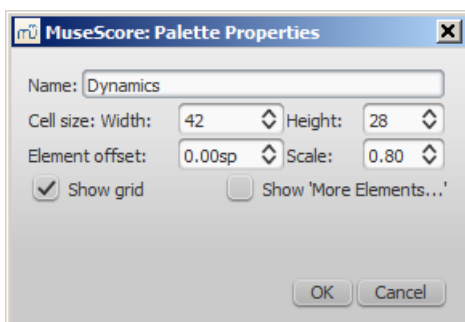 MuseScore: Palette Properties
Name: Dynamics
Cell size: Width: 42 Height: 28
Element offset: 0.00sp Scale: 0.80
Show grid Show 'More Elements...'
OK Cancel